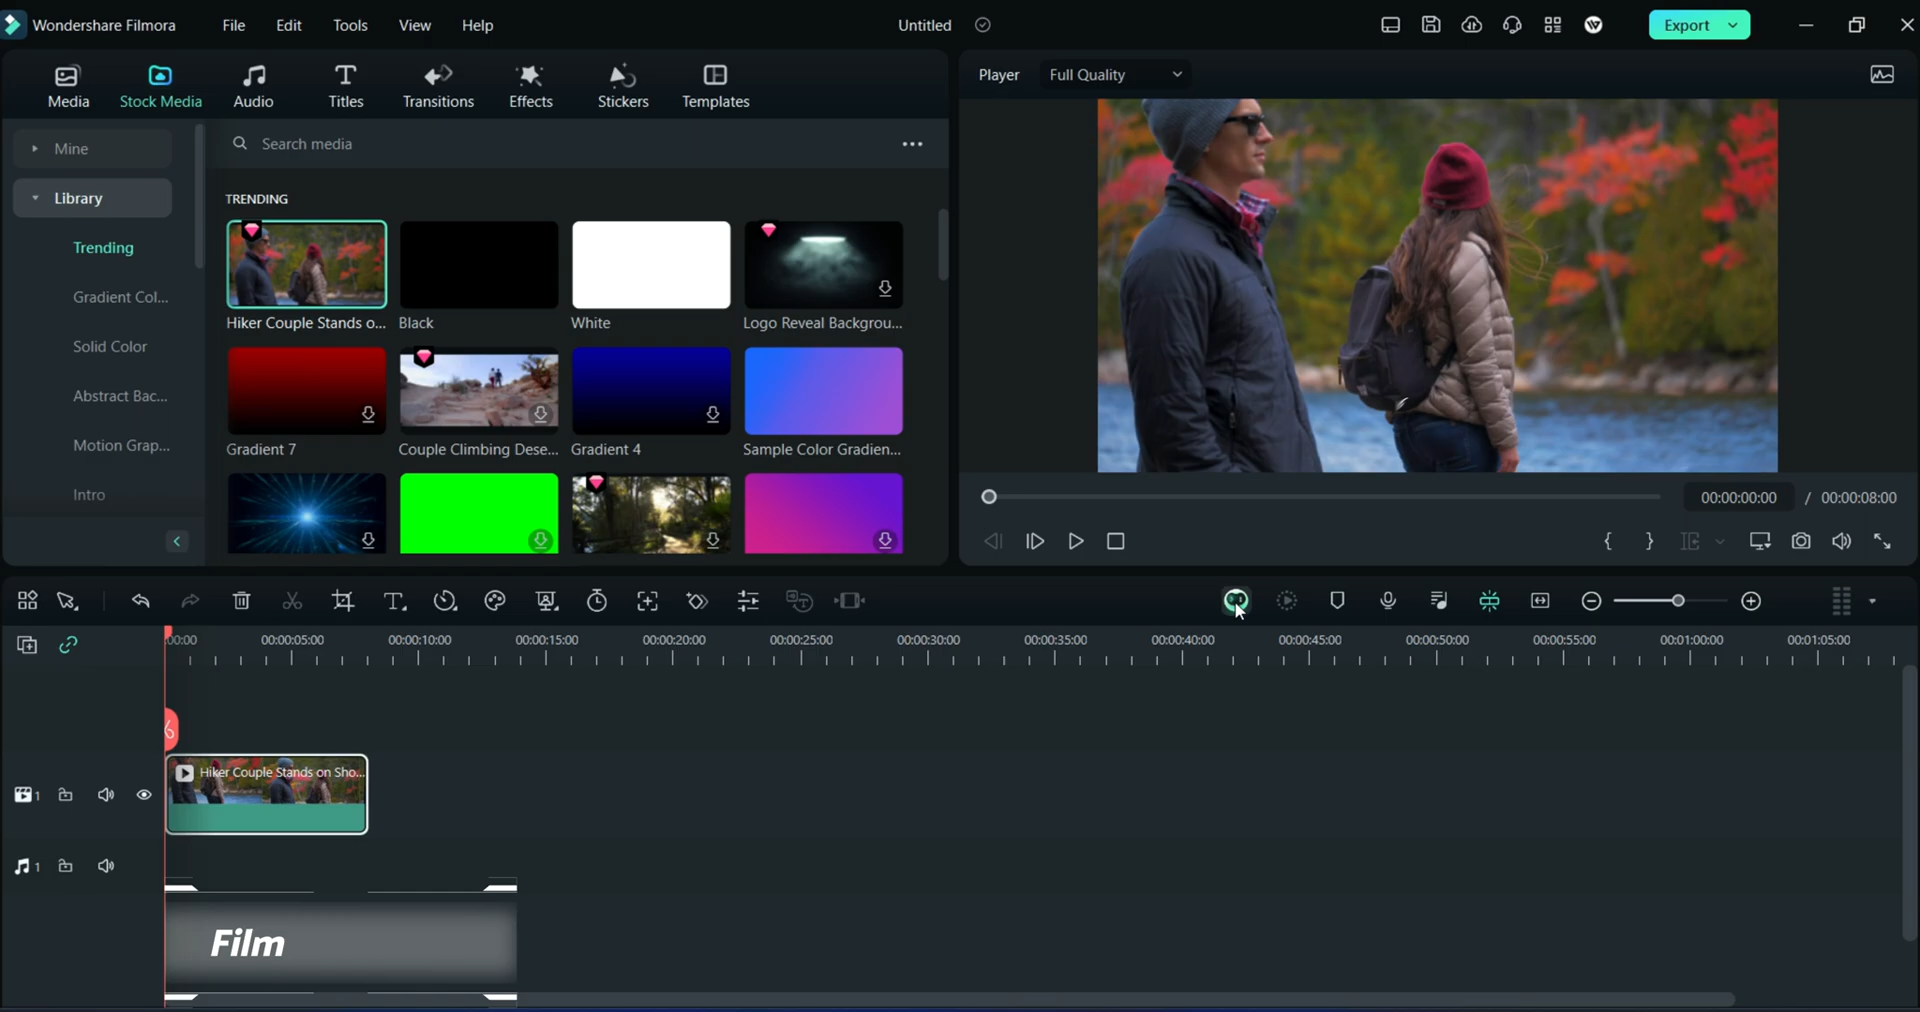 Wondershare Filmora File Edit Tools View Help Untitled Export
Media Stock Media Audio Titles Transitions Effects Stickers Templates
Player Full Quality
Mine
Library
Trending
Gradient Col...
Solid Color
Abstract Bac...
Motion Grap...
Intro
Search media
TRENDING
Hiker Couple Stands o... Black White Logo Reveal Backgrou...
Gradient 7 Couple Climbing Dese... Gradient 4 Sample Color Gradien...
00:00:00:00 / 00:00:08:00
:00:00 00:00:05:00 00:00:10:00 00:00:15:00 00:00:20:00 00:00:25:00 00:00:30:00 00:00:35:00 00:00:40:00 00:00:45:00 00:00:50:00 00:00:55:00 00:01:00:00 00:01:05:00
Hiker Couple Stands on Sho...
1
1
Film